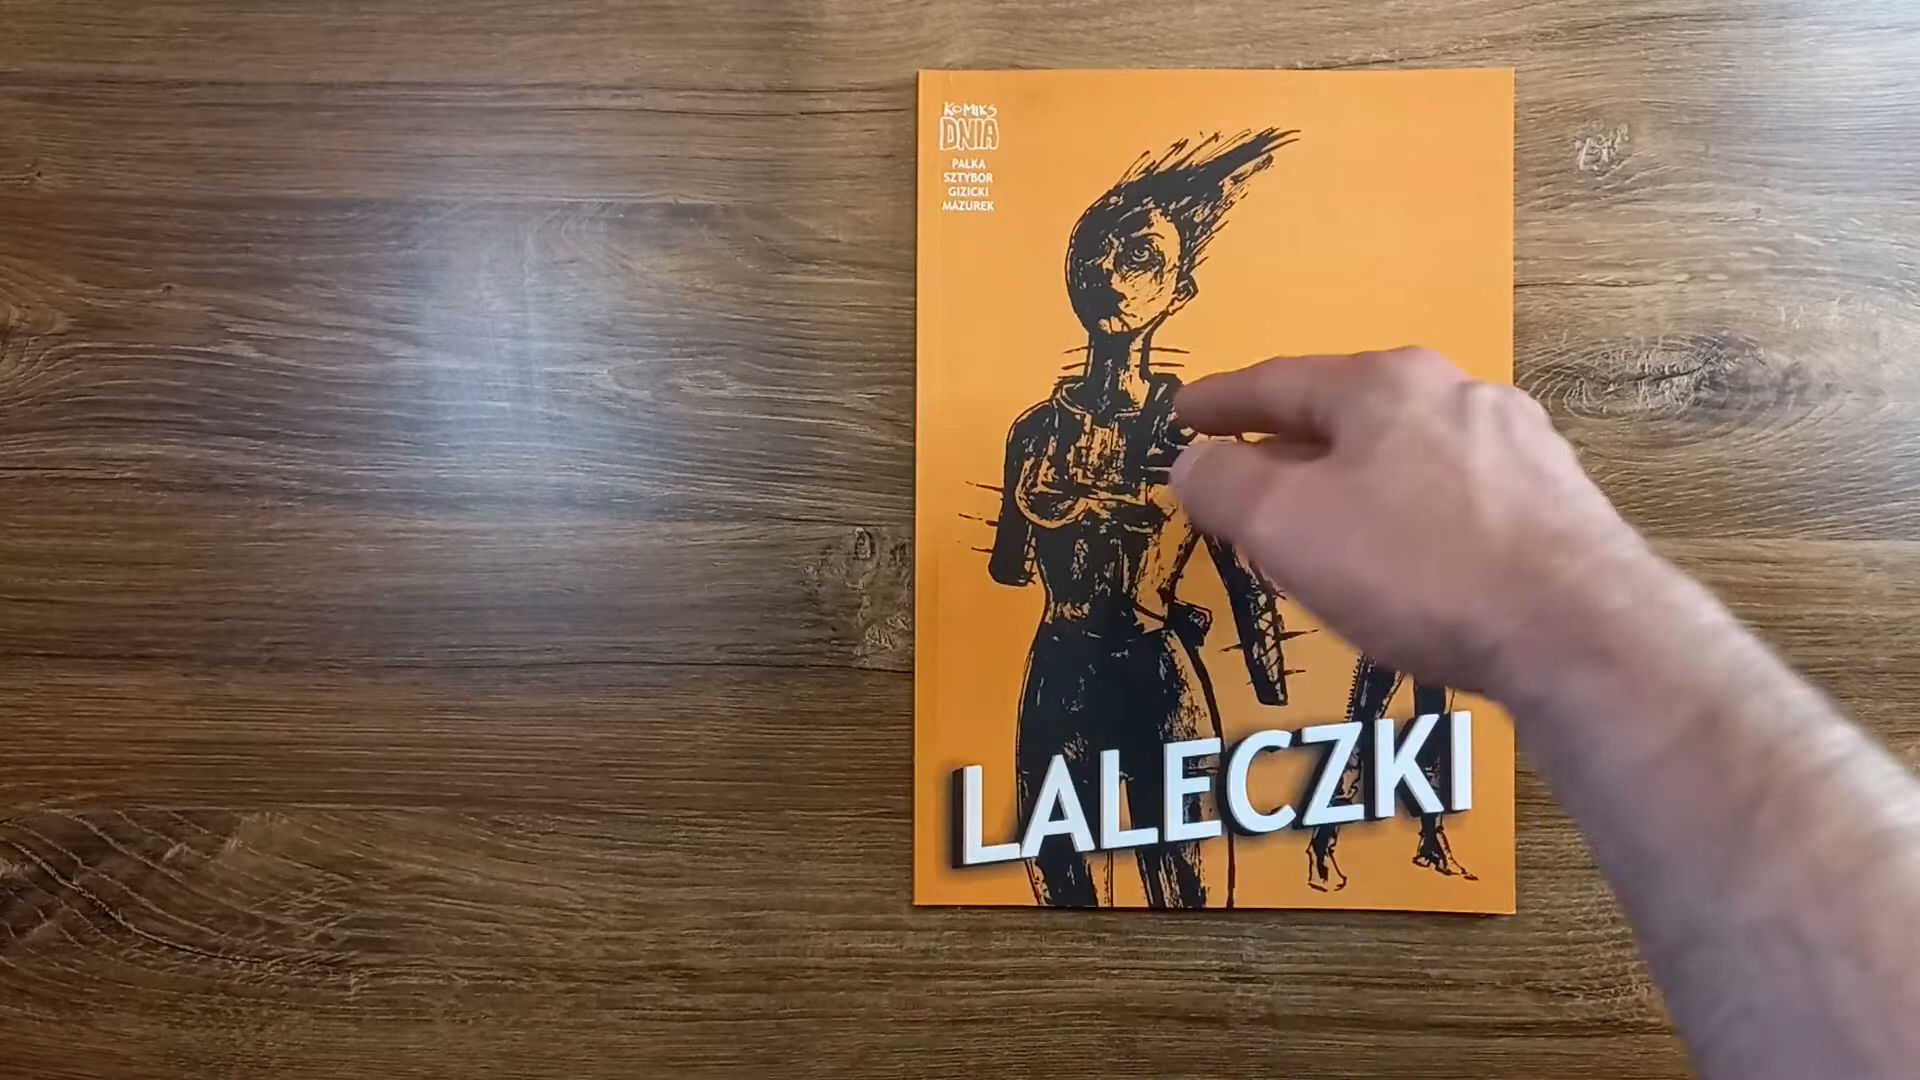 KOMIKS
DNIA
PAŁKA
SZTYBOR
GIZICKI
MAZUREK
LALECZKI